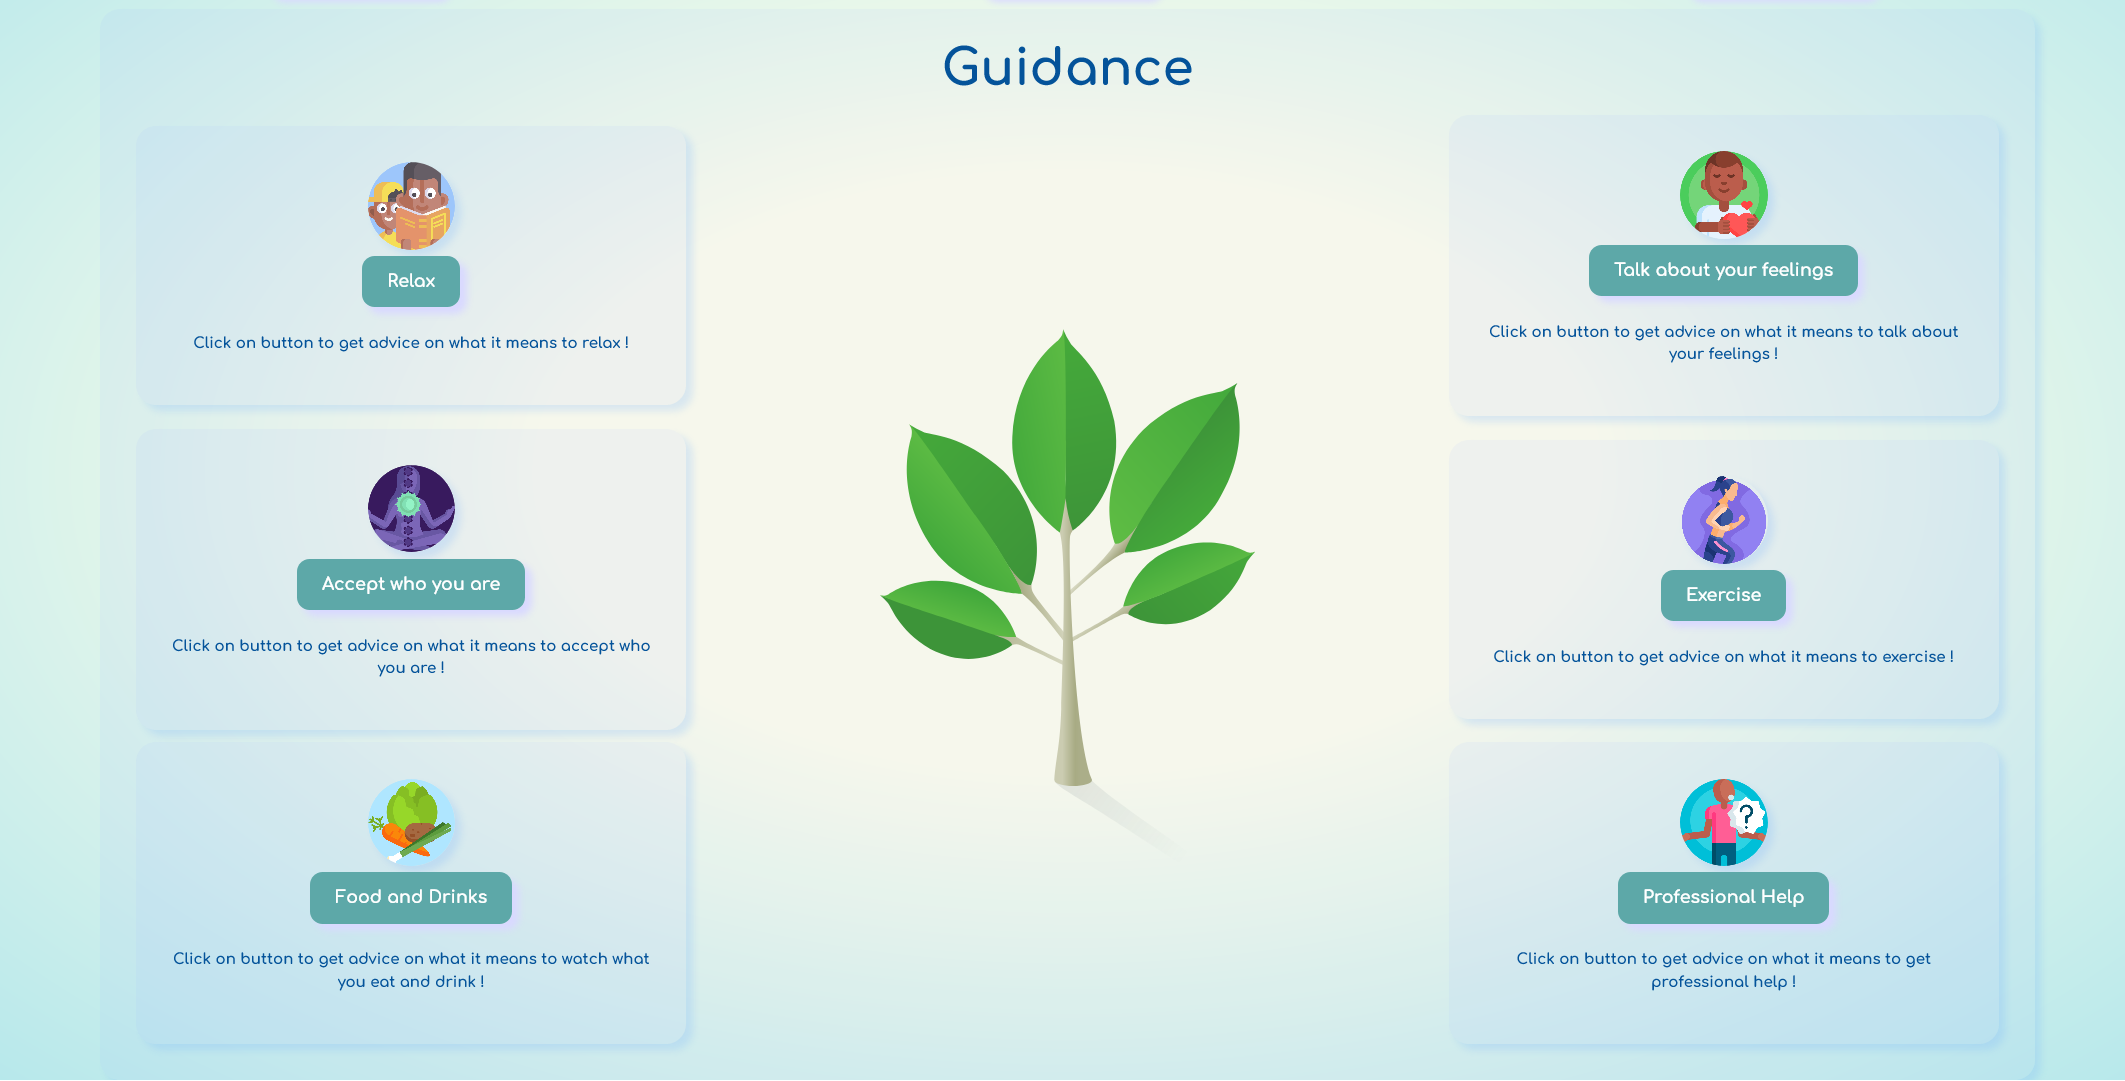 Guidance
Relax
Click on button to get advice on what it means to relax !
Accept who you are
Click on button to get advice on what it means to accept who
you are !
Food and Drinks
Click on button to get advice on what it means to watch what
you eat and drink !
Talk about your feelings
Click on button to get advice on what it means to talk about
your feelings !
Exercise
Click on button to get advice on what it means to exercise !
Professional Help
Click on button to get advice on what it means to get
professional help !
?